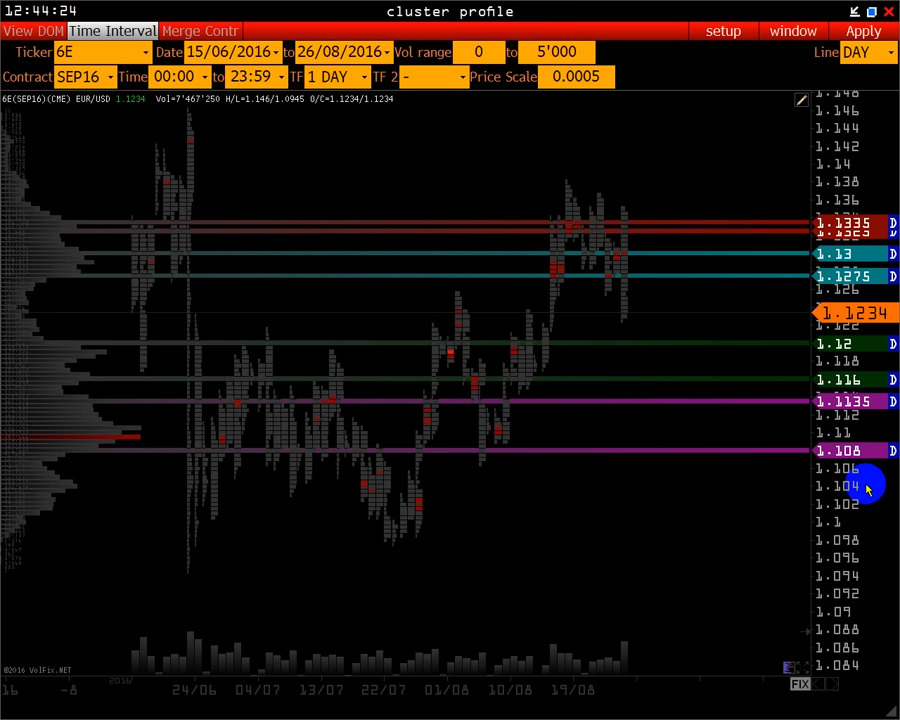 12:44:24 cluster profile
View DOM Time Interval Merge Contr setup window Apply
Ticker 6E Date 15/06/2016 to 26/08/2016 Vol range 0 to 5'000 Line DAY
Contract SEP16 Time 00:00 to 23:59 TF 1 DAY TF 2 - Price Scale 0.0005
6E(SEP16)(CME) EUR/USD 1.1234 Vol=7'467'250 H/L=1.146/1.0945 O/C=1.1234/1.1234
1.148
1.146
1.144
1.142
1.14
1.138
1.136
1.1335 D
1.13 D
1.1275 D
1.126
1.1234
1.122
1.12 D
1.118
1.116 D
1.1135 D
1.112
1.11
1.108 D
1.106
1.104
1.102
1.1
1.098
1.096
1.094
1.092
1.09
1.088
1.086
1.084
©2016 VolFix.NET
FIX
16 -8 2016 24/06 04/07 13/07 22/07 01/08 10/08 19/08